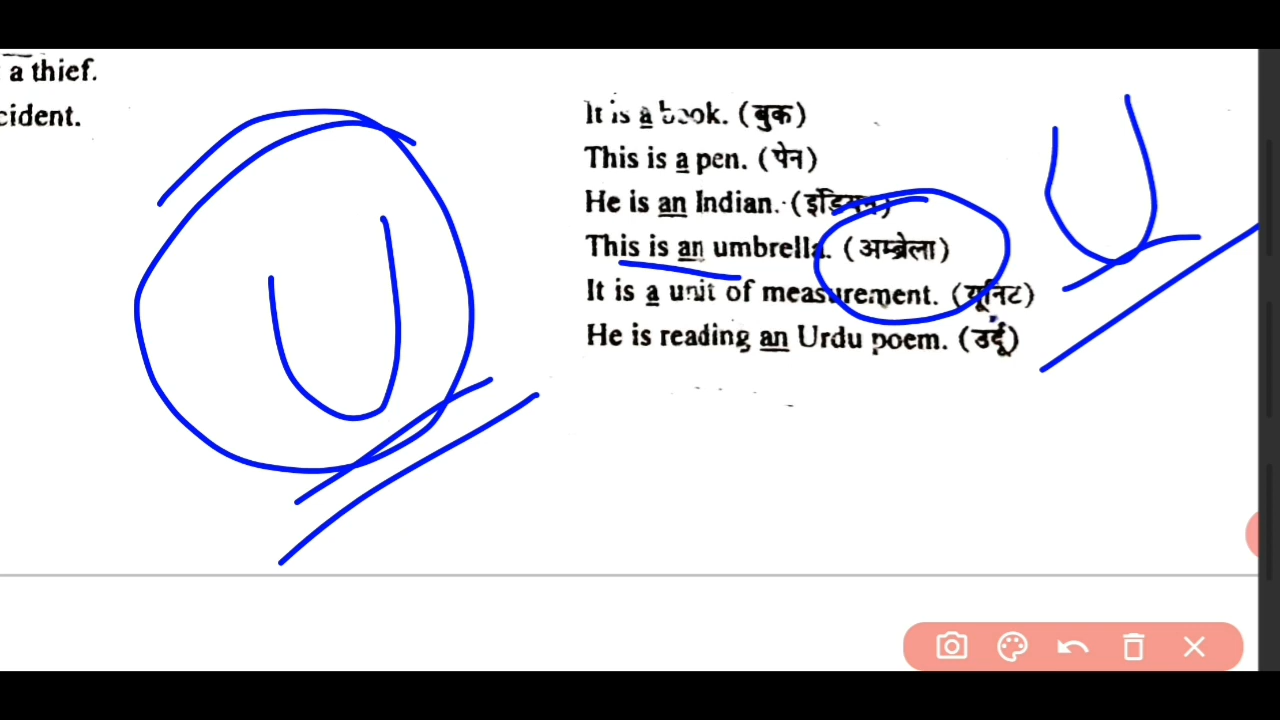 a thief.
cident.
It is a book. (बुक)
This is a pen. (पेन)
He is an Indian. (इंडियन)
This is an umbrella. (अम्ब्रेला)
It is a unit of measurement. (यूनिट)
He is reading an Urdu poem. (उर्दू)
U
U